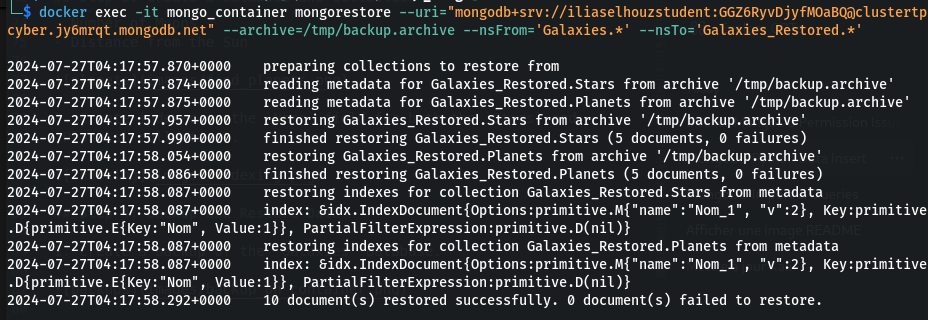 └─$ docker exec -it mongo_container mongorestore --uri="mongodb+srv://iliaselhouzstudent:GGZ6RyvDjyfMOaBQ@clustertp
cyber.jy6mrqt.mongodb.net" --archive=/tmp/backup.archive --nsFrom='Galaxies.*' --nsTo='Galaxies_Restored.*'
Distance from the Sun
2024-07-27T04:17:57.870+0000 preparing collections to restore from
2024-07-27T04:17:57.874+0000 reading metadata for Galaxies_Restored.Stars from archive '/tmp/backup.archive'
2024-07-27T04:17:57.875+0000 reading metadata for Galaxies_Restored.Planets from archive '/tmp/backup.archive'
2024-07-27T04:17:57.957+0000 restoring Galaxies_Restored.Stars from archive '/tmp/backup.archive'
2024-07-27T04:17:57.990+0000 finished restoring Galaxies_Restored.Stars (5 documents, 0 failures)
2024-07-27T04:17:58.054+0000 restoring Galaxies_Restored.Planets from archive '/tmp/backup.archive'
2024-07-27T04:17:58.086+0000 finished restoring Galaxies_Restored.Planets (5 documents, 0 failures)
2024-07-27T04:17:58.087+0000 restoring indexes for collection Galaxies_Restored.Stars from metadata
2024-07-27T04:17:58.087+0000 index: &idx.IndexDocument{Options:primitive.M{"name":"Nom_1", "v":2}, Key:primitive
.D{primitive.E{Key:"Nom", Value:1}}, PartialFilterExpression:primitive.D(nil)}
Afficher une image README
2024-07-27T04:17:58.087+0000 restoring indexes for collection Galaxies_Restored.Planets from metadata
2024-07-27T04:17:58.087+0000 index: &idx.IndexDocument{Options:primitive.M{"name":"Nom_1", "v":2}, Key:primitive
.D{primitive.E{Key:"Nom", Value:1}}, PartialFilterExpression:primitive.D(nil)}
2024-07-27T04:17:58.292+0000 10 document(s) restored successfully. 0 document(s) failed to restore.